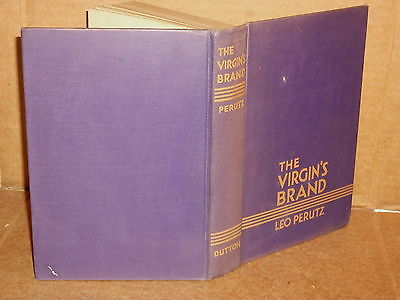 THE
VIRGIN'S
BRAND
PERUTZ
DUTTON
THE
VIRGIN'S
BRAND
LEO PERUTZ